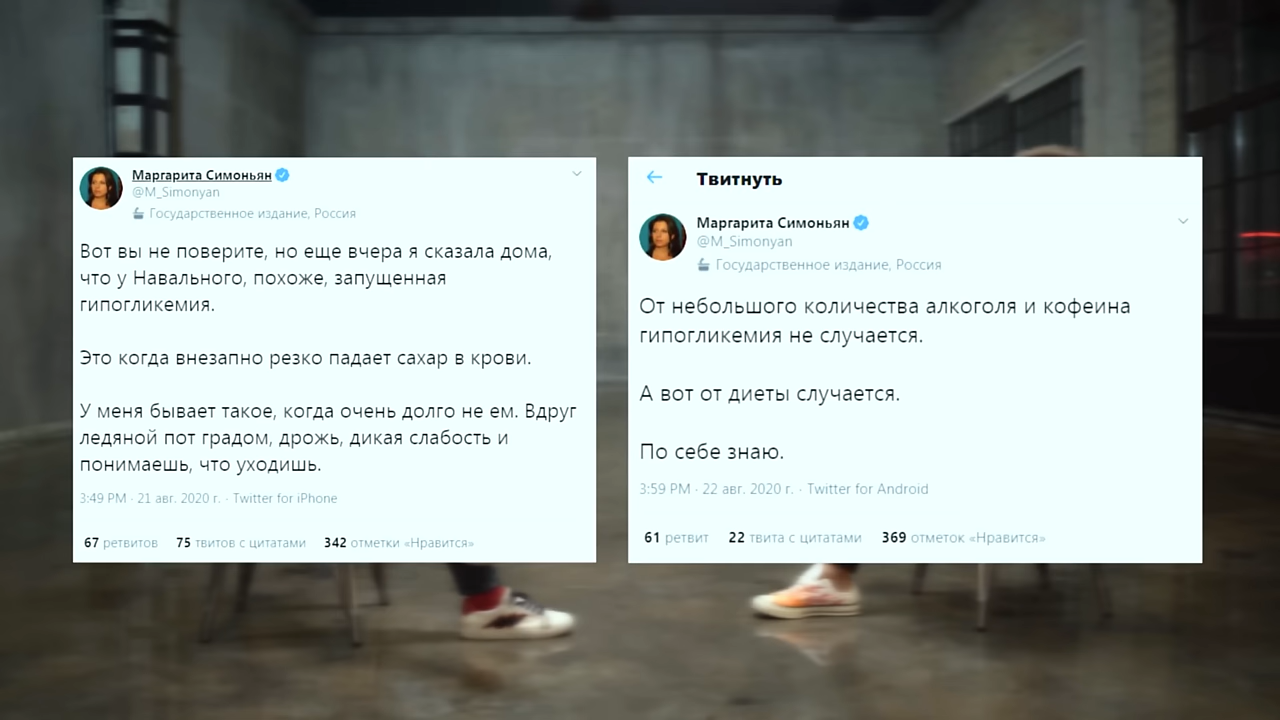 Маргарита Симоньян
@M_Simonyan
Государственное издание, Россия
Вот вы не поверите, но еще вчера я сказала дома,
что у Навального, похоже, запущенная
гипогликемия.
Это когда внезапно резко падает сахар в крови.
У меня бывает такое, когда очень долго не ем. Вдруг
ледяной пот градом, дрожь, дикая слабость и
понимаешь, что уходишь.
3:49 PM · 21 авг. 2020 г. · Twitter for iPhone
67 ретвитов 75 твитов с цитатами 342 отметки «Нравится»
Твитнуть
Маргарита Симоньян
@M_Simonyan
Государственное издание, Россия
От небольшого количества алкоголя и кофеина
гипогликемия не случается.
А вот от диеты случается.
По себе знаю.
3:59 PM · 22 авг. 2020 г. · Twitter for Android
61 ретвит 22 твита с цитатами 369 отметок «Нравится»